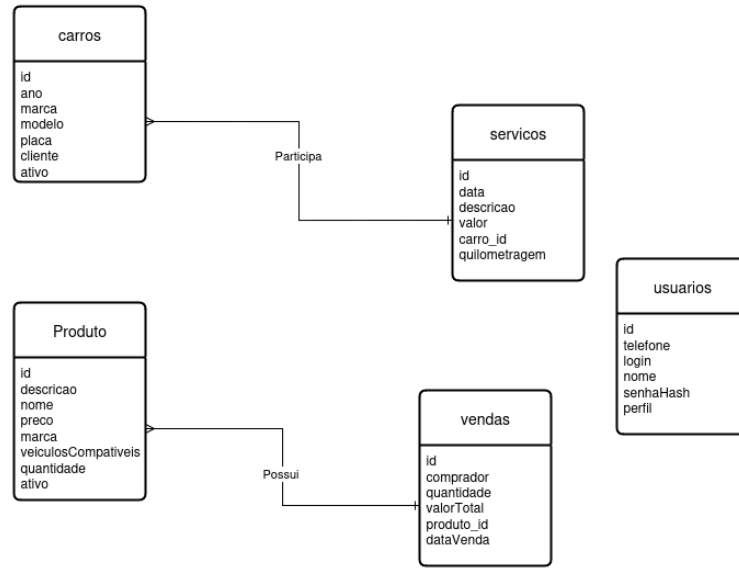 carros
id
ano
marca
modelo
placa
cliente
ativo
Participa
servicos
id
data
descricao
valor
carro_id
quilometragem
usuarios
id
telefone
login
nome
senhaHash
perfil
Produto
id
descricao
nome
preco
marca
veiculosCompativeis
quantidade
ativo
Possui
vendas
id
comprador
quantidade
valorTotal
produto_id
dataVenda